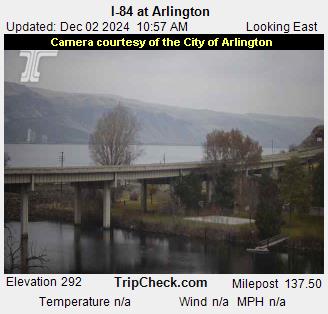 I-84 at Arlington
Updated: Dec 02 2024 10:57 AM Looking East
Camera courtesy of the City of Arlington
Elevation 292 TripCheck.com Milepost 137.50
Temperature n/a Wind n/a MPH n/a